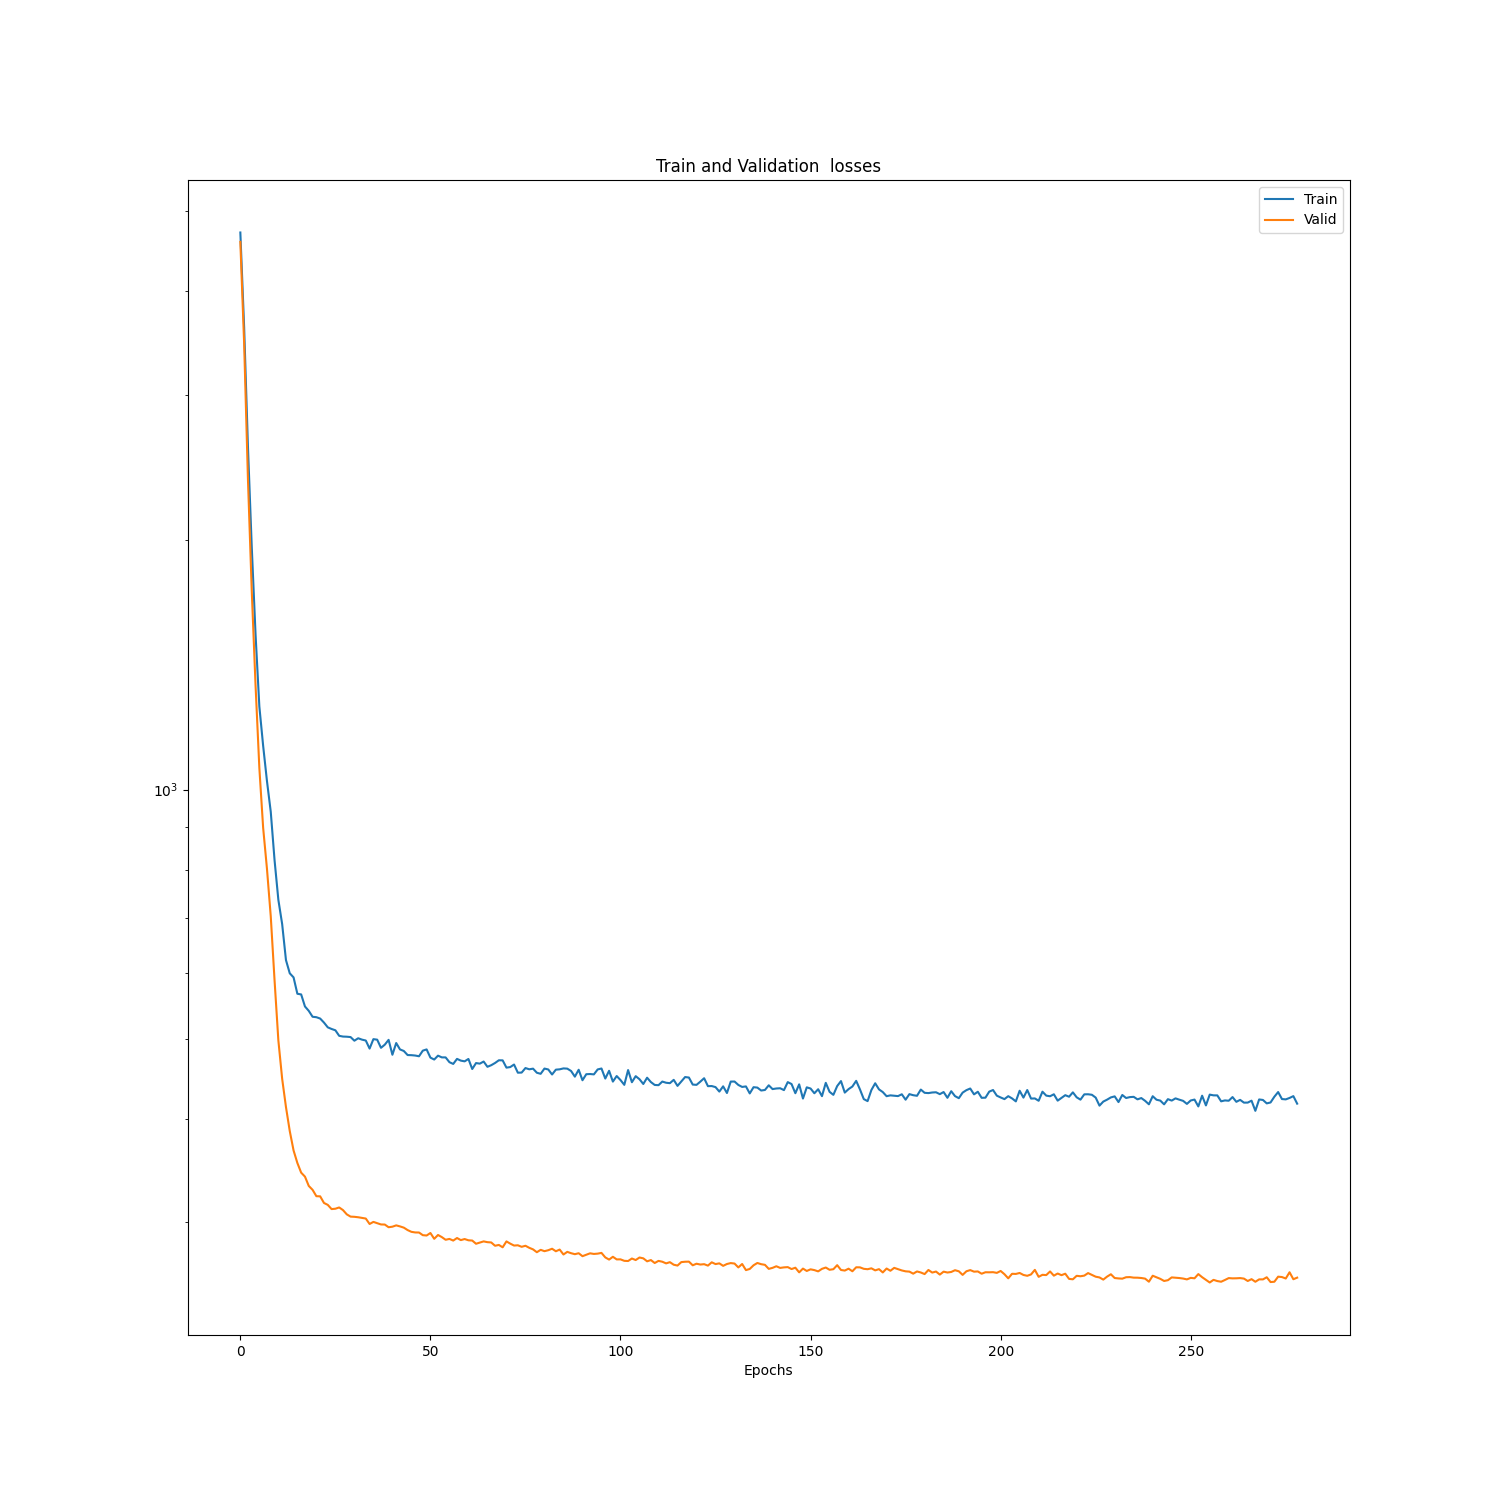 Train and Validation  losses
Train
Valid
10³
0 50 100 150 200 250
Epochs